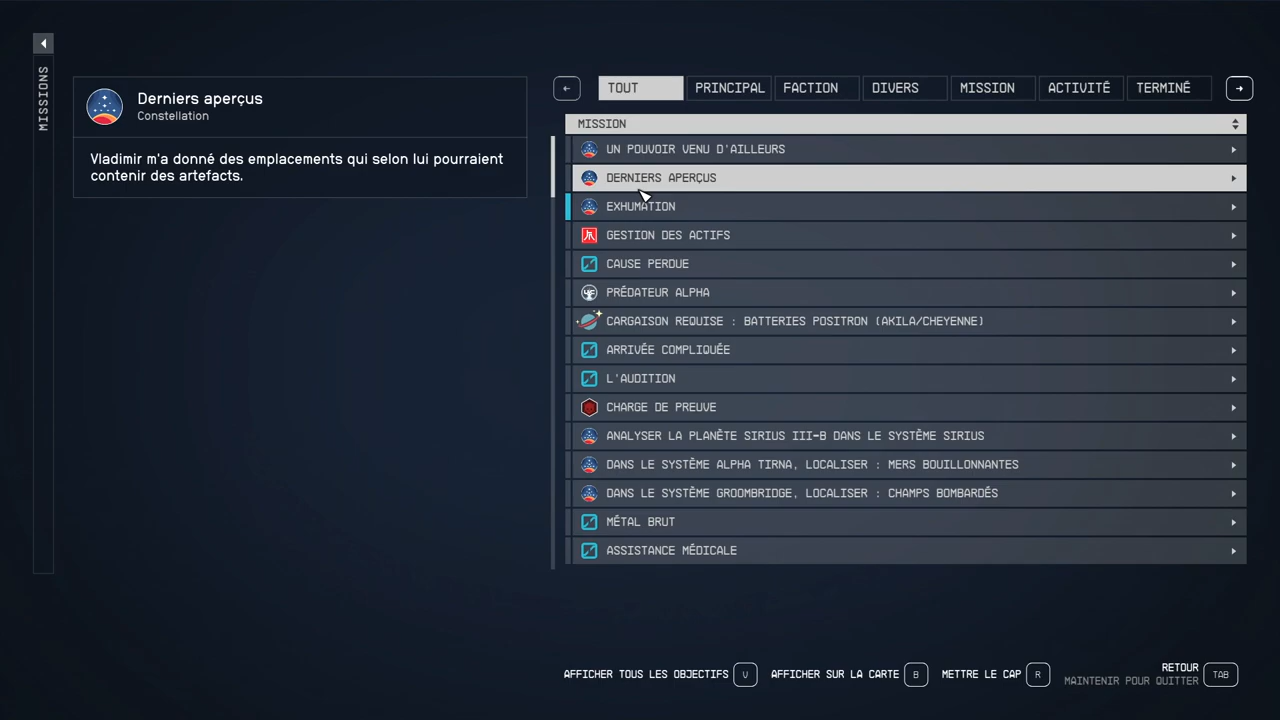 MISSIONS
Derniers aperçus
Constellation
Vladimir m'a donné des emplacements qui selon lui pourraient
contenir des artefacts.
TOUT
PRINCIPAL
FACTION
DIVERS
MISSION
ACTIVITÉ
TERMINÉ
MISSION
UN POUVOIR VENU D'AILLEURS
DERNIERS APERÇUS
EXHUMATION
GESTION DES ACTIFS
CAUSE PERDUE
PRÉDATEUR ALPHA
CARGAISON REQUISE : BATTERIES POSITRON (AKILA/CHEYENNE)
ARRIVÉE COMPLIQUÉE
L'AUDITION
CHARGE DE PREUVE
ANALYSER LA PLANÈTE SIRIUS III-B DANS LE SYSTÈME SIRIUS
DANS LE SYSTÈME ALPHA TIRNA, LOCALISER : MERS BOUILLONNANTES
DANS LE SYSTÈME GROOMBRIDGE, LOCALISER : CHAMPS BOMBARDÉS
MÉTAL BRUT
ASSISTANCE MÉDICALE
AFFICHER TOUS LES OBJECTIFS V
AFFICHER SUR LA CARTE B
METTRE LE CAP R
RETOUR
MAINTENIR POUR QUITTER TAB